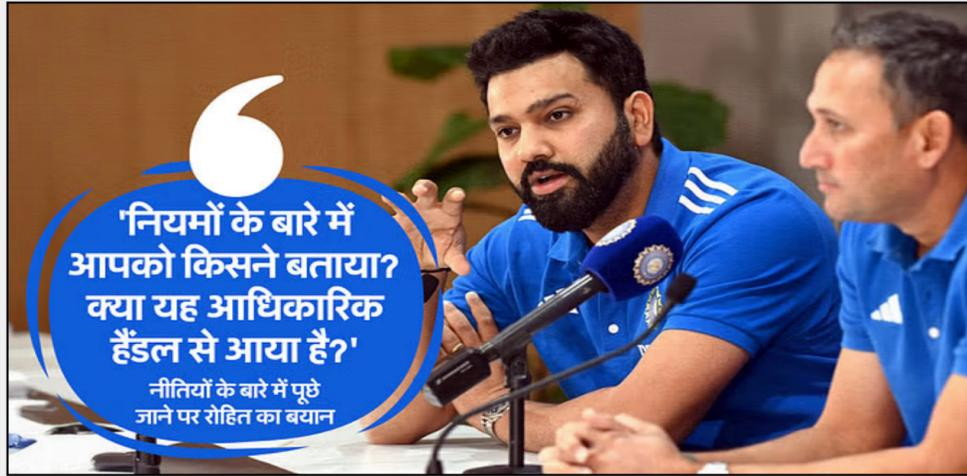 'नियमों के बारे में
आपको किसने बताया?
क्या यह आधिकारिक
हैंडल से आया है?'
नीतियों के बारे में पूछे
जाने पर रोहित का बयान